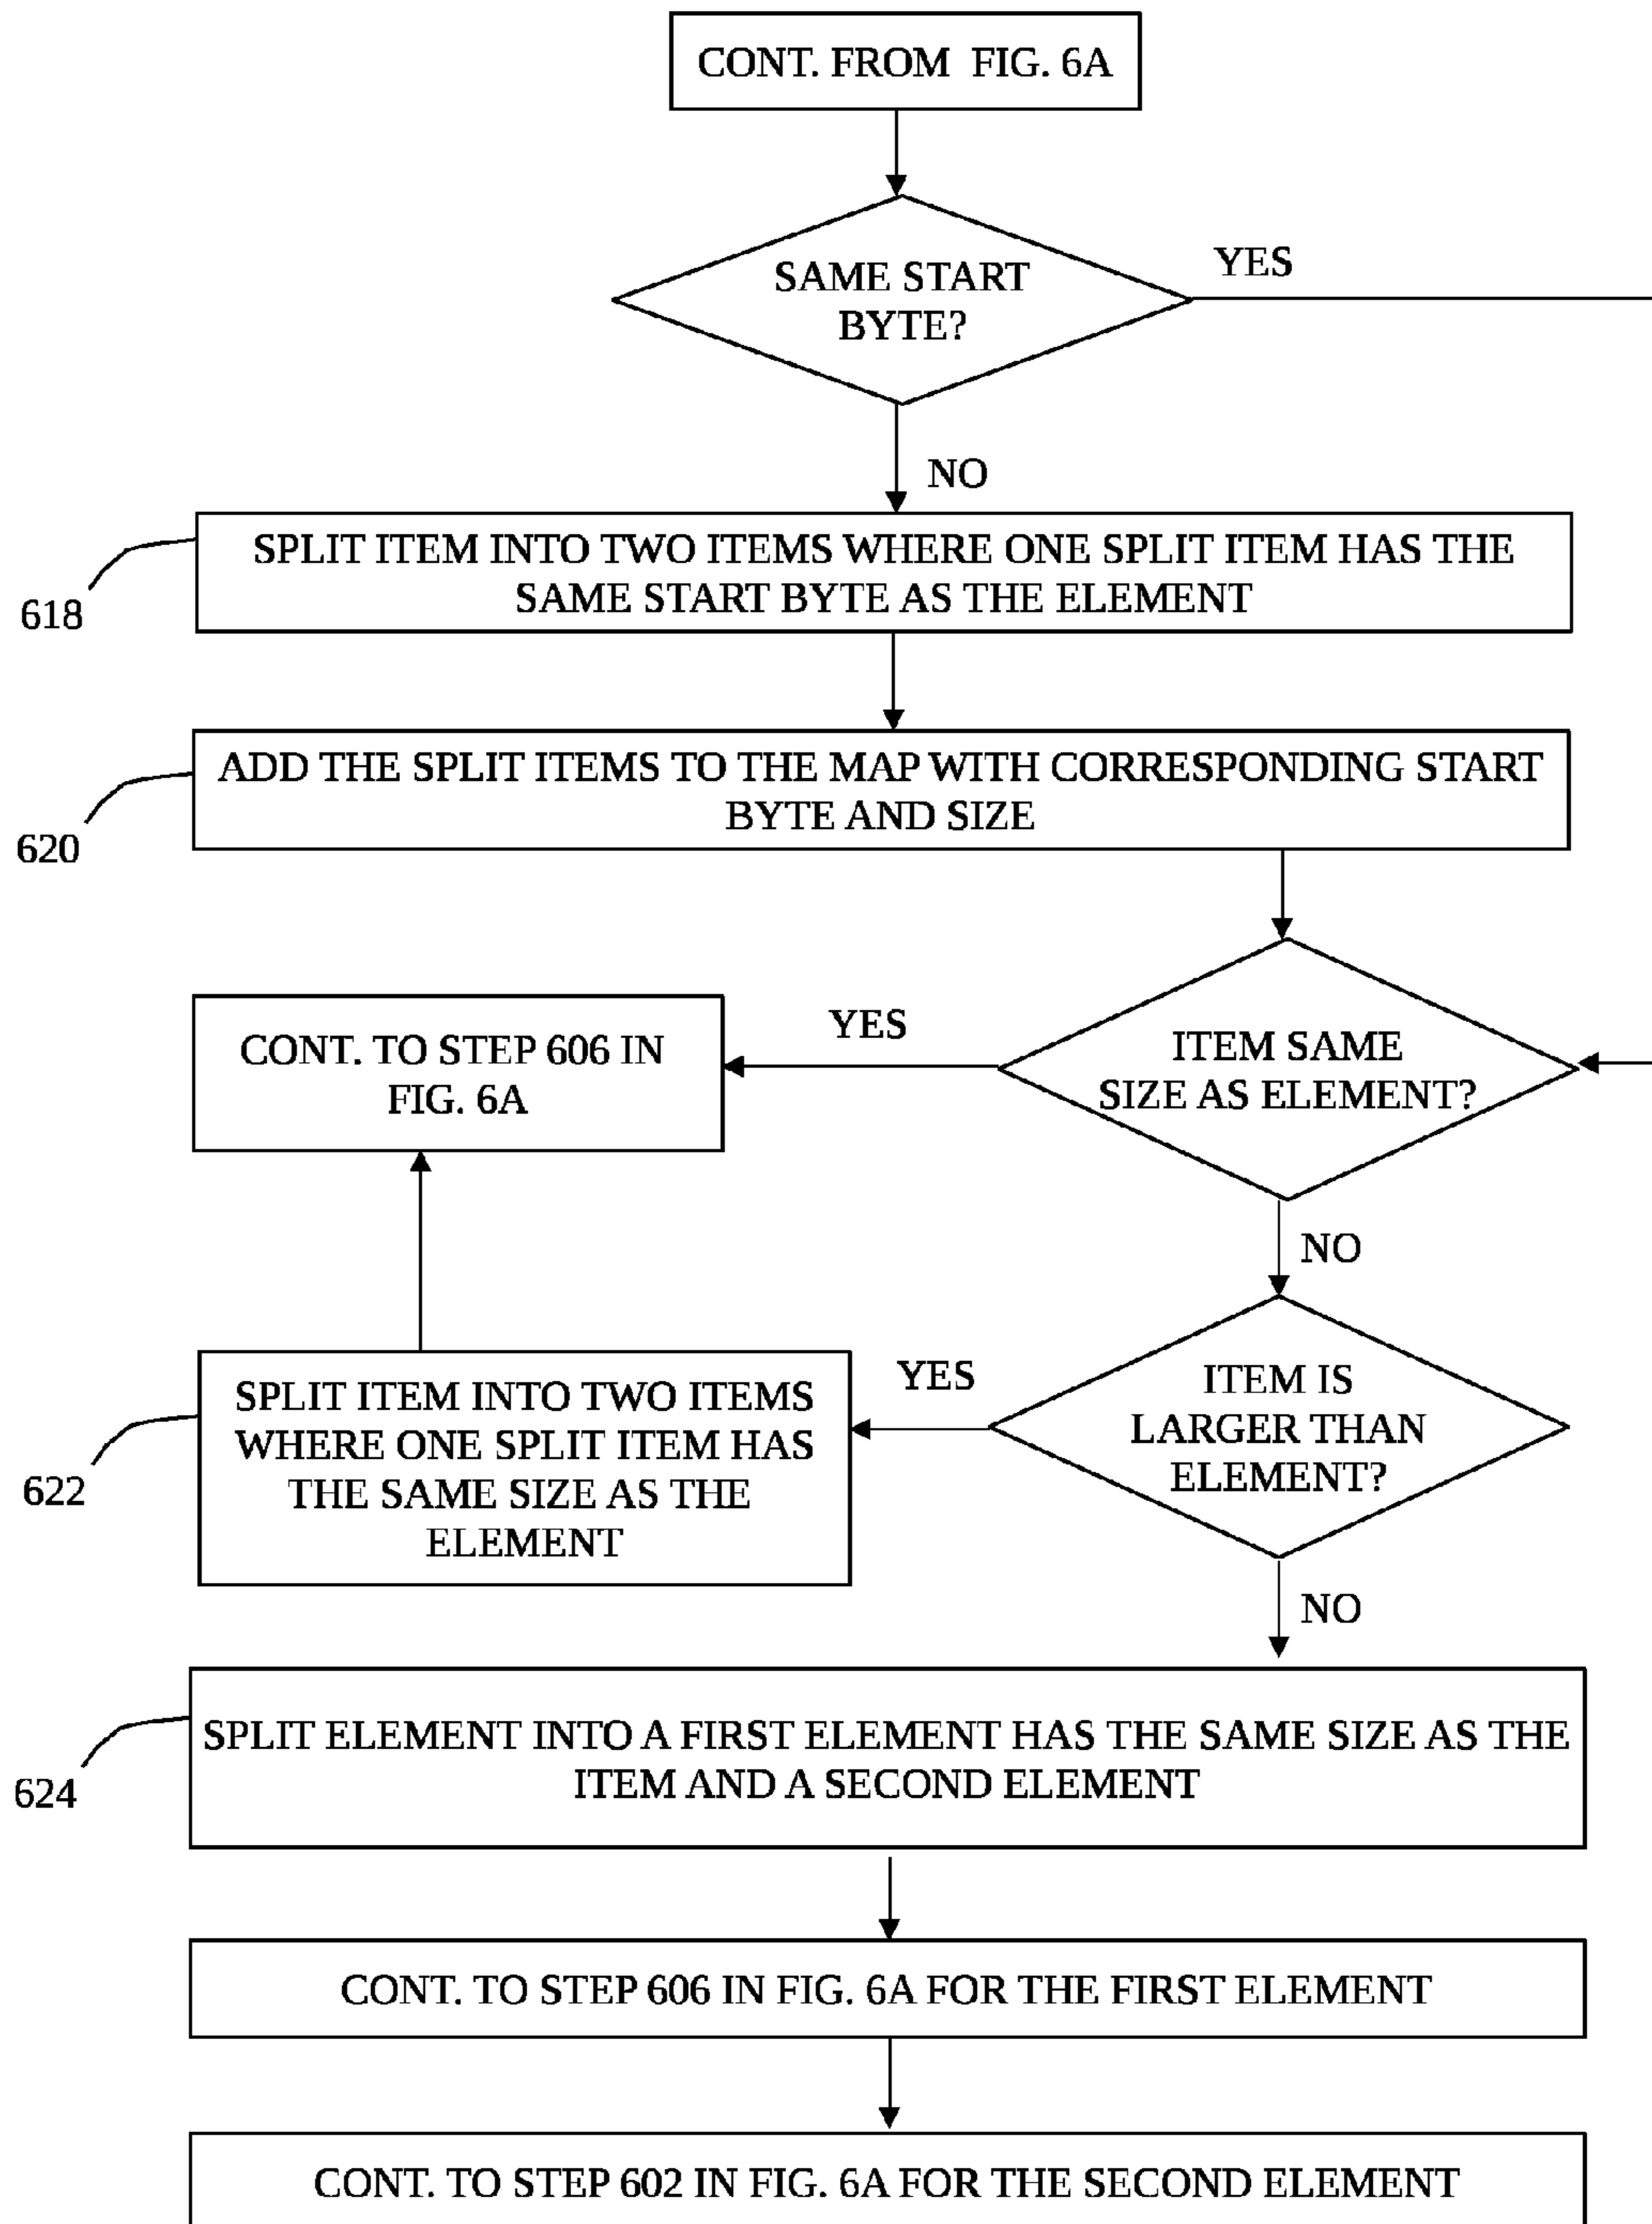 CONT. FROM FIG. 6A
SAME START
BYTE?
YES
NO
SPLIT ITEM INTO TWO ITEMS WHERE ONE SPLIT ITEM HAS THE
SAME START BYTE AS THE ELEMENT
618
ADD THE SPLIT ITEMS TO THE MAP WITH CORRESPONDING START
BYTE AND SIZE
620
ITEM SAME
SIZE AS ELEMENT?
YES
CONT. TO STEP 606 IN
FIG. 6A
NO
ITEM IS
LARGER THAN
ELEMENT?
YES
SPLIT ITEM INTO TWO ITEMS
WHERE ONE SPLIT ITEM HAS
THE SAME SIZE AS THE
ELEMENT
622
NO
SPLIT ELEMENT INTO A FIRST ELEMENT HAS THE SAME SIZE AS THE
ITEM AND A SECOND ELEMENT
624
CONT. TO STEP 606 IN FIG. 6A FOR THE FIRST ELEMENT
CONT. TO STEP 602 IN FIG. 6A FOR THE SECOND ELEMENT